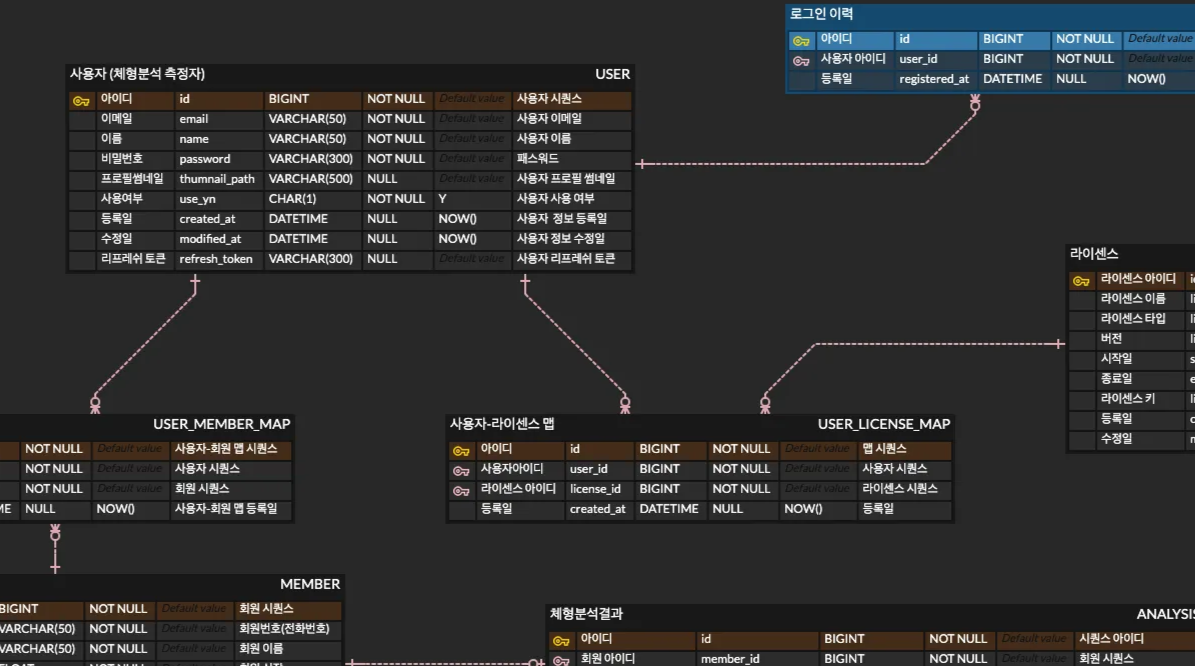 로그인 이력
아이디 id BIGINT NOT NULL Default value
사용자 아이디 user_id BIGINT NOT NULL Default value
등록일 registered_at DATETIME NULL NOW()
사용자 (체형분석 측정자) USER
아이디 id BIGINT NOT NULL Default value 사용자 시퀀스
이메일 email VARCHAR(50) NOT NULL Default value 사용자 이메일
이름 name VARCHAR(50) NOT NULL Default value 사용자 이름
비밀번호 password VARCHAR(300) NOT NULL Default value 패스워드
프로필썸네일 thumnail_path VARCHAR(500) NULL Default value 사용자 프로필 썸네일
사용여부 use_yn CHAR(1) NOT NULL Y 사용자 사용 여부
등록일 created_at DATETIME NULL NOW() 사용자 정보 등록일
수정일 modified_at DATETIME NULL NOW() 사용자 정보 수정일
리프레쉬 토큰 refresh_token VARCHAR(300) NULL Default value 사용자 리프레쉬 토큰
라이센스
라이센스 아이디
라이센스 이름
라이센스 타입
버전
시작일
종료일
라이센스 키
등록일
수정일
USER_MEMBER_MAP
NOT NULL Default value 사용자-회원 맵 시퀀스
NOT NULL Default value 사용자 시퀀스
NOT NULL Default value 회원 시퀀스
ME NULL NOW() 사용자-회원 맵 등록일
사용자-라이센스 맵 USER_LICENSE_MAP
아이디 id BIGINT NOT NULL Default value 맵 시퀀스
사용자아이디 user_id BIGINT NOT NULL Default value 사용자 시퀀스
라이센스 아이디 license_id BIGINT NOT NULL Default value 라이센스 시퀀스
등록일 created_at DATETIME NULL NOW() 등록일
MEMBER
BIGINT NOT NULL Default value 회원 시퀀스
VARCHAR(50) NOT NULL Default value 회원번호(전화번호)
VARCHAR(50) NOT NULL Default value 회원 이름
체형분석결과 ANALYSIS
아이디 id BIGINT NOT NULL Default value 시퀀스 아이디
회원 아이디 member_id BIGINT NOT NULL Default value 회원 시퀀스